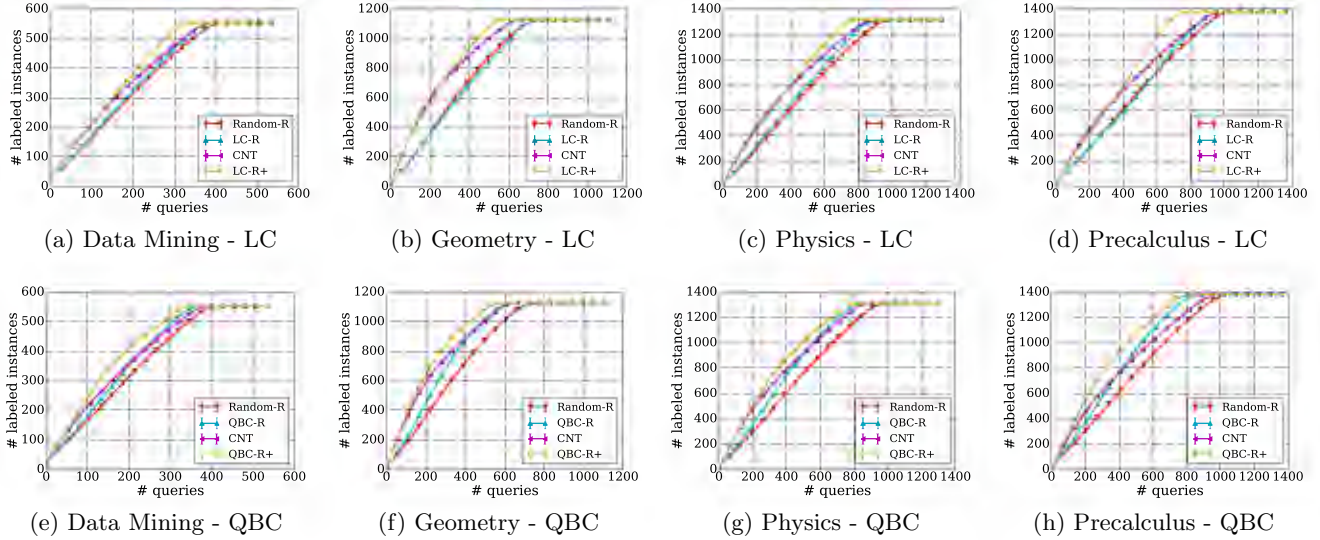 600
500
400
300
200
100
0
# labeled instances
0 100 200 300 400 500 600
# queries
Random-R
LC-R
CNT
LC-R+
(a) Data Mining - LC
1200
1000
800
600
400
200
0
# labeled instances
0 200 400 600 800 1000 1200
# queries
Random-R
LC-R
CNT
LC-R+
(b) Geometry - LC
1400
1200
1000
800
600
400
200
0
# labeled instances
0 200 400 600 800 1000 1200 1400
# queries
Random-R
LC-R
CNT
LC-R+
(c) Physics - LC
1400
1200
1000
800
600
400
200
0
# labeled instances
0 200 400 600 800 1000 1200 1400
# queries
Random-R
LC-R
CNT
LC-R+
(d) Precalculus - LC
600
500
400
300
200
100
0
# labeled instances
0 100 200 300 400 500 600
# queries
Random-R
QBC-R
CNT
QBC-R+
(e) Data Mining - QBC
1200
1000
800
600
400
200
0
# labeled instances
0 200 400 600 800 1000 1200
# queries
Random-R
QBC-R
CNT
QBC-R+
(f) Geometry - QBC
1400
1200
1000
800
600
400
200
0
# labeled instances
0 200 400 600 800 1000 1200 1400
# queries
Random-R
QBC-R
CNT
QBC-R+
(g) Physics - QBC
1400
1200
1000
800
600
400
200
0
# labeled instances
0 200 400 600 800 1000 1200 1400
# queries
Random-R
QBC-R
CNT
QBC-R+
(h) Precalculus - QBC